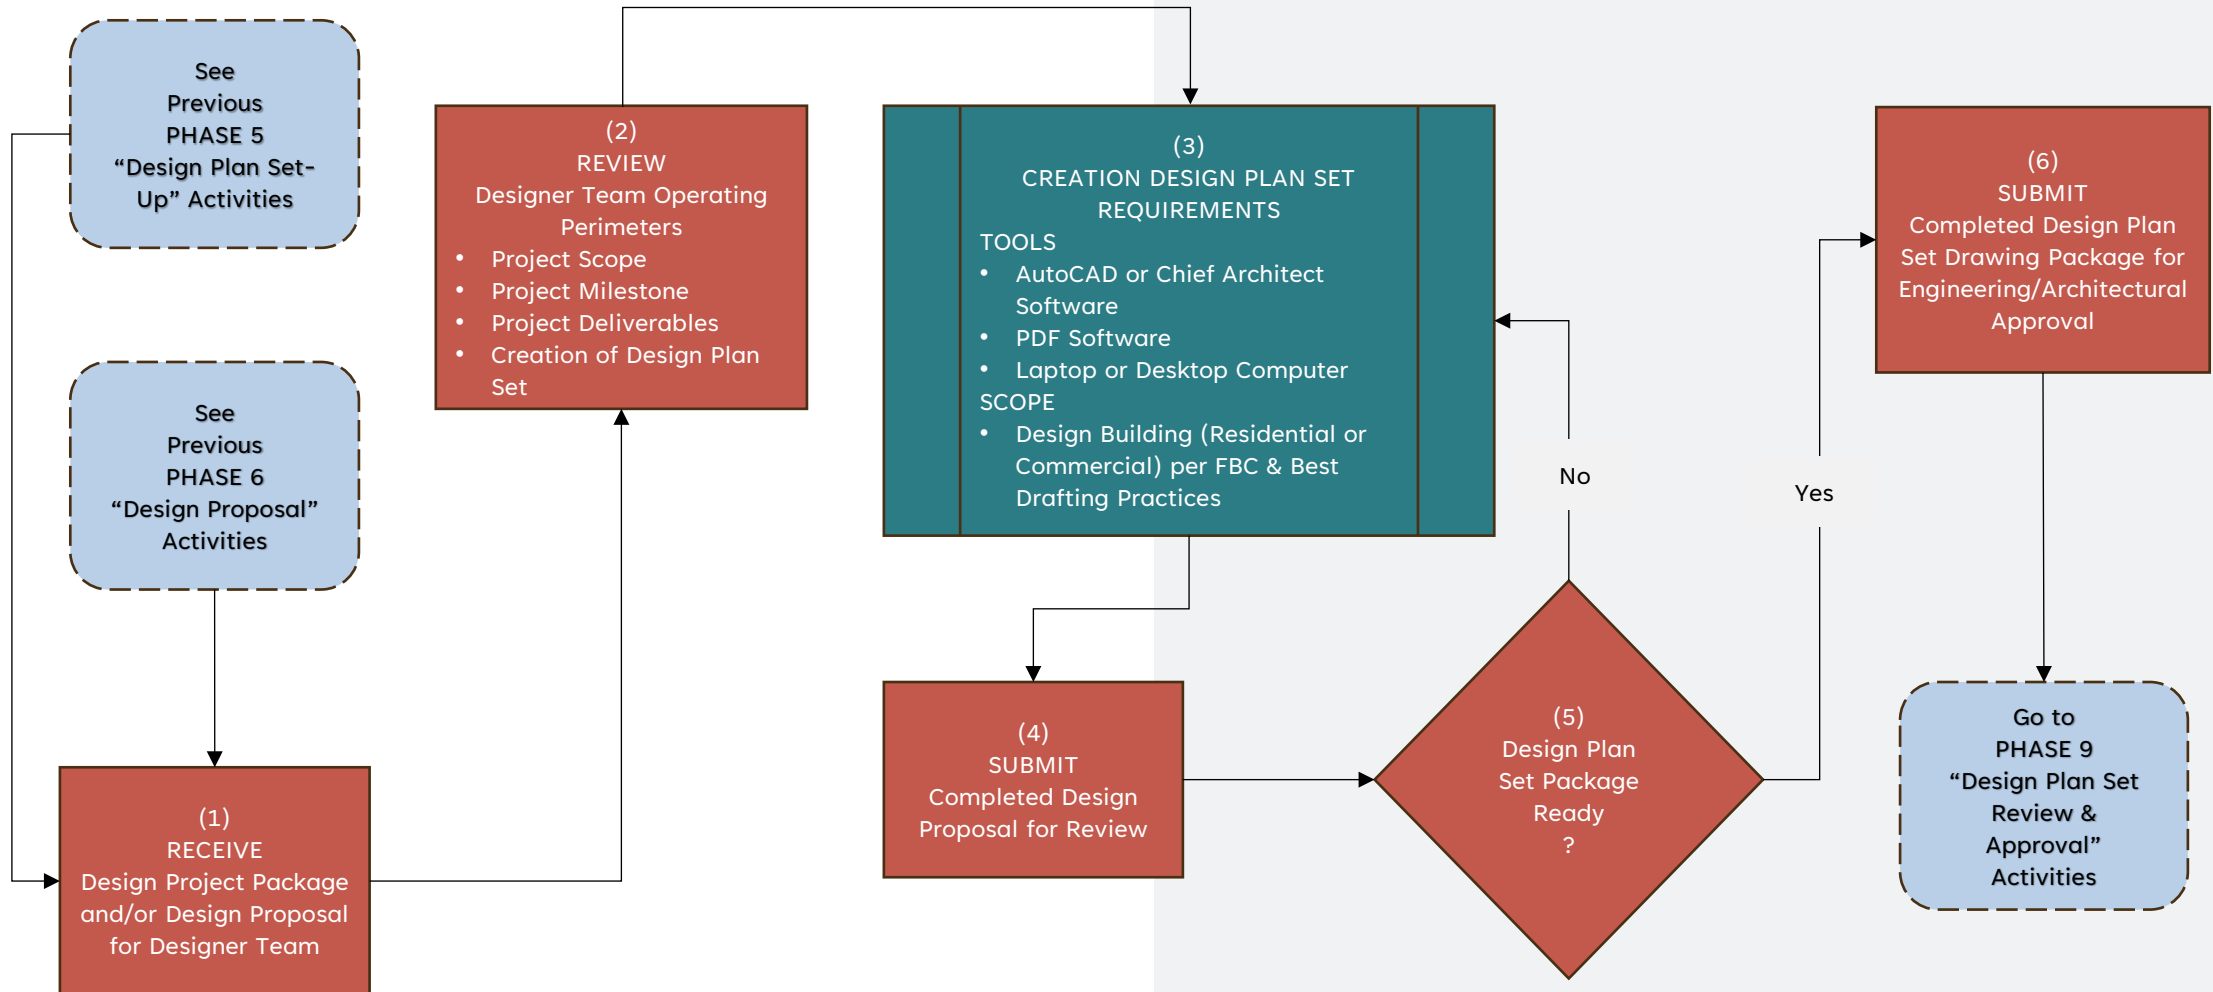 See
Previous
PHASE 5
“Design Plan Set-
Up” Activities
See
Previous
PHASE 6
“Design Proposal”
Activities
(1)
RECEIVE
Design Project Package
and/or Design Proposal
for Designer Team
(2)
REVIEW
Designer Team Operating
Perimeters
• Project Scope
• Project Milestone
• Project Deliverables
• Creation of Design Plan
Set
(3)
CREATION DESIGN PLAN SET
REQUIREMENTS
TOOLS
• AutoCAD or Chief Architect
Software
• PDF Software
• Laptop or Desktop Computer
SCOPE
• Design Building (Residential or
Commercial) per FBC & Best
Drafting Practices
(4)
SUBMIT
Completed Design
Proposal for Review
(5)
Design Plan
Set Package
Ready
?
No
Yes
(6)
SUBMIT
Completed Design Plan
Set Drawing Package for
Engineering/Architectural
Approval
Go to
PHASE 9
“Design Plan Set
Review &
Approval”
Activities